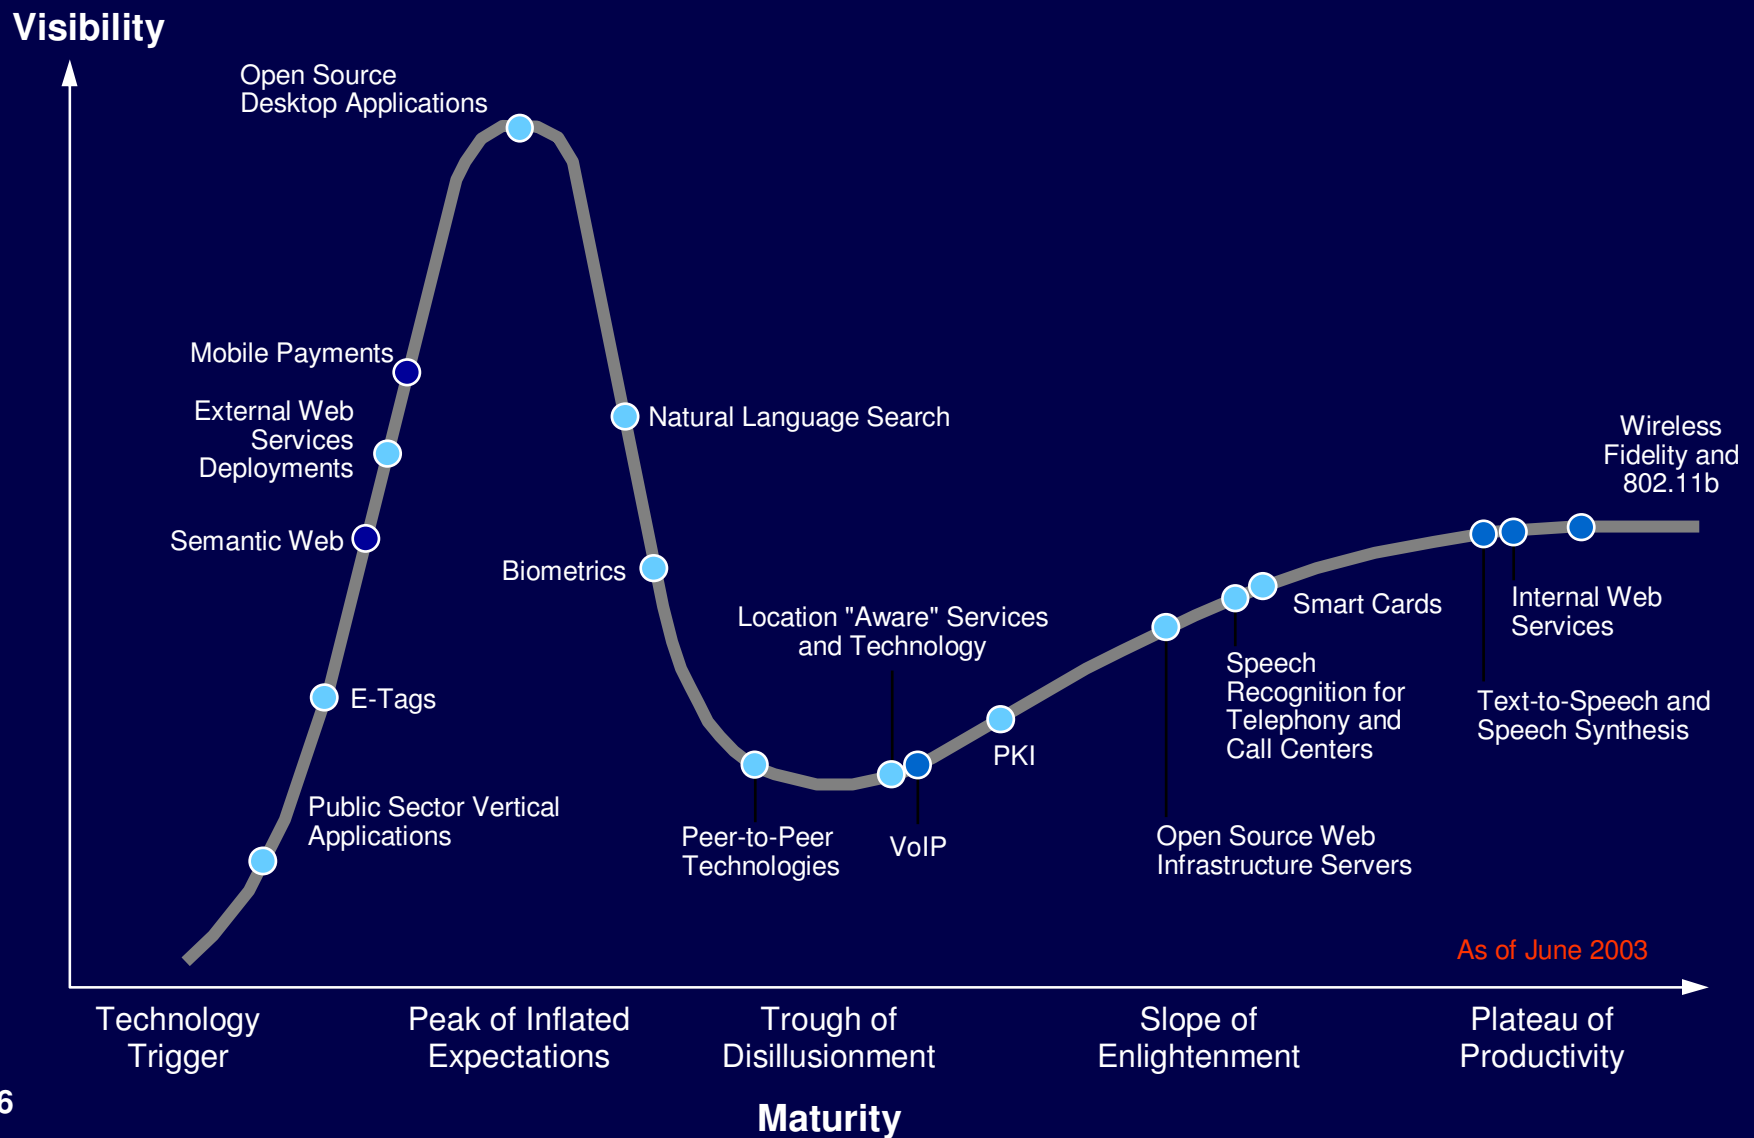 Visibility
Open Source
Desktop Applications
Mobile Payments
External Web
Services
Deployments
Semantic Web
E-Tags
Public Sector Vertical
Applications
Natural Language Search
Biometrics
Location "Aware" Services
and Technology
Peer-to-Peer
Technologies
VoIP
PKI
Open Source Web
Infrastructure Servers
Speech
Recognition for
Telephony and
Call Centers
Smart Cards
Wireless
Fidelity and
802.11b
Internal Web
Services
Text-to-Speech and
Speech Synthesis
As of June 2003
Technology
Trigger
Peak of Inflated
Expectations
Trough of
Disillusionment
Slope of
Enlightenment
Plateau of
Productivity
6
Maturity